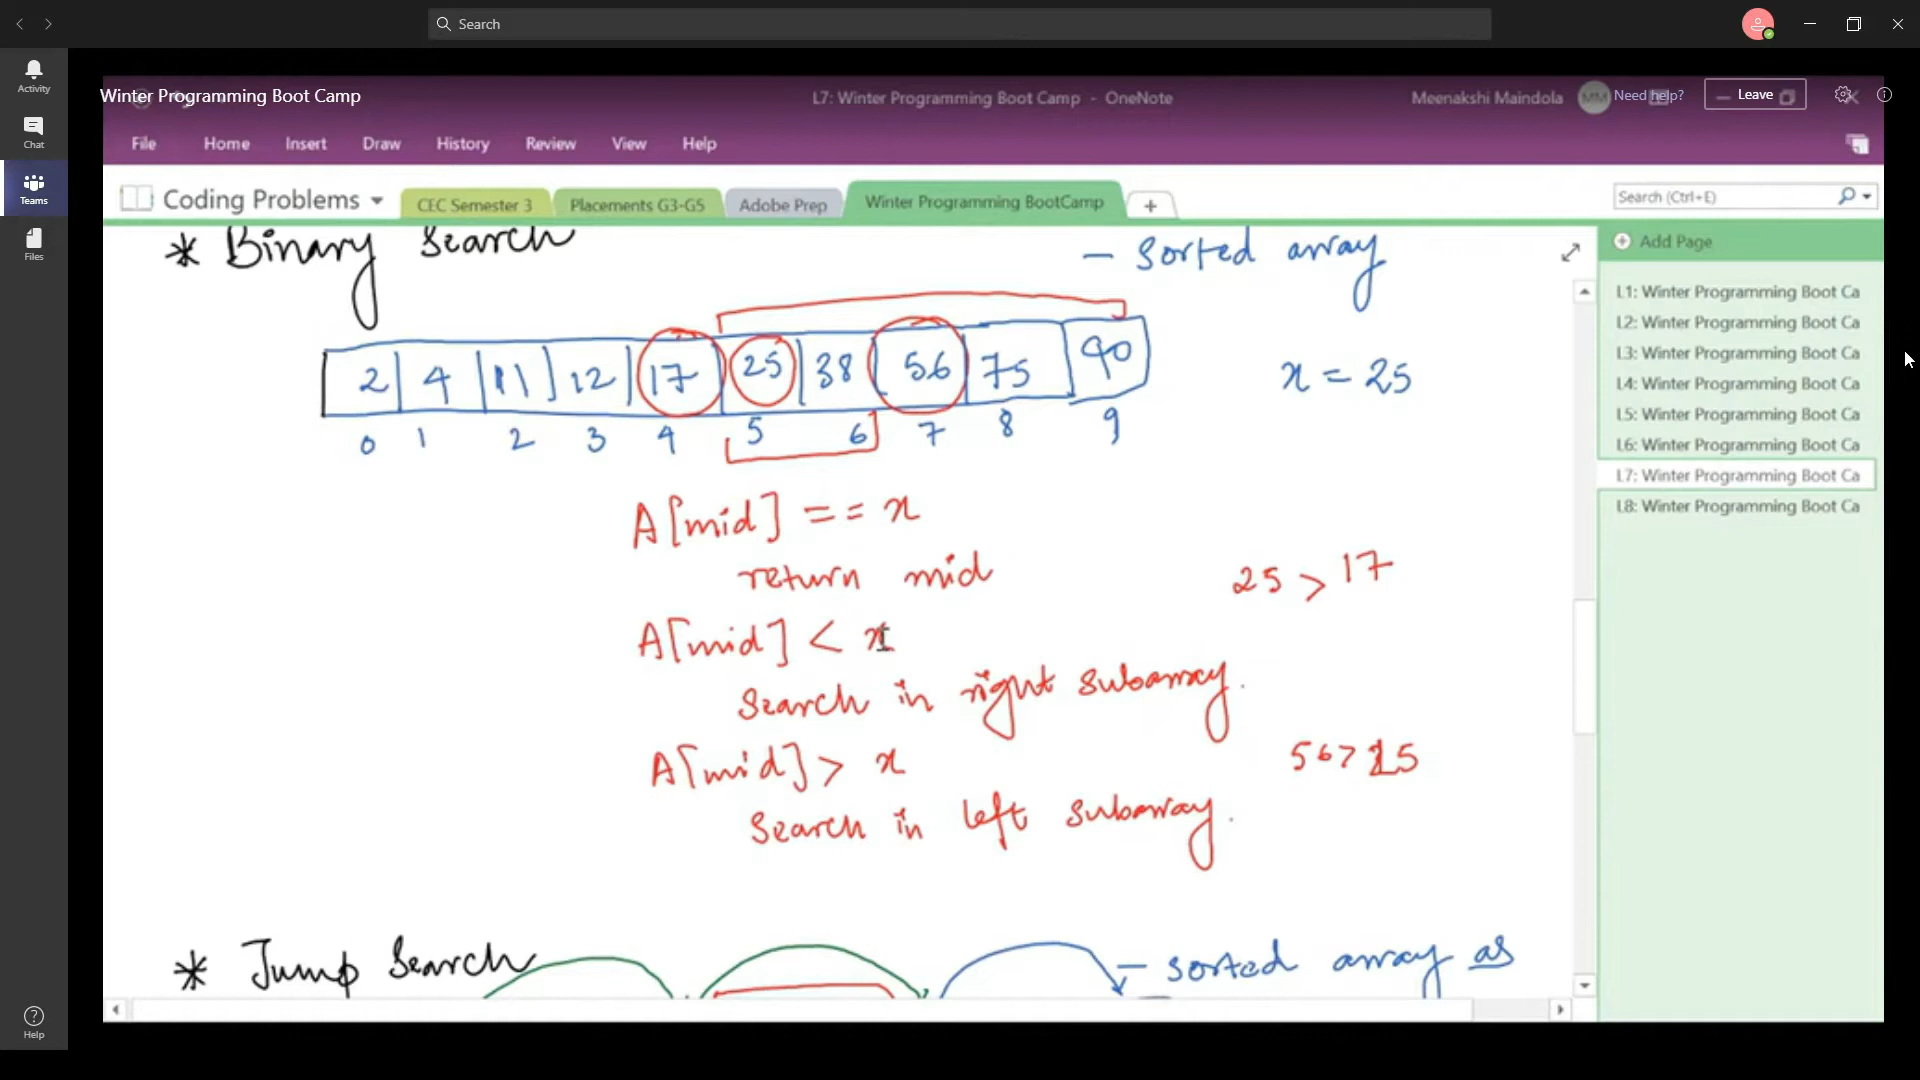 Search
Activity
Chat
Teams
Files
Help
Winter Programming Boot Camp
L7: Winter Programming Boot Camp - OneNote
Meenakshi Maindola
MM
Need help?
Leave
File Home Insert Draw History Review View Help
Coding Problems
CEC Semester 3
Placements G3-G5
Adobe Prep
Winter Programming BootCamp
+
Search (Ctrl+E)
Add Page
L1: Winter Programming Boot Ca
L2: Winter Programming Boot Ca
L3: Winter Programming Boot Ca
L4: Winter Programming Boot Ca
L5: Winter Programming Boot Ca
L6: Winter Programming Boot Ca
L7: Winter Programming Boot Ca
L8: Winter Programming Boot Ca
* Binary Search
- Sorted array
2 4 11 12 17 25 38 56 75 90
x = 25
0 1 2 3 4 5 6 7 8 9
A[mid] == x
return mid
25 > 17
A[mid] < x
Search in right subarray.
A[mid] > x
56 > 25
Search in left subarray.
* Jump Search
- sorted array as